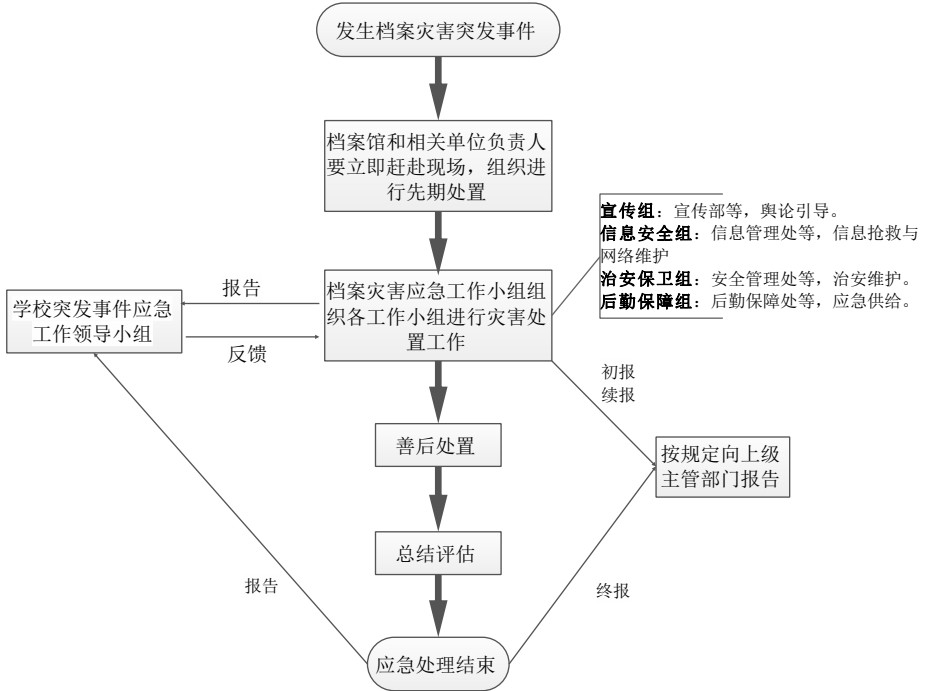 发生档案灾害突发事件
档案馆和相关单位负责人
要立即赶赴现场，组织进
行先期处置
宣传组：宣传部等，舆论引导。
信息安全组：信息管理处等，信息抢救与
网络维护
治安保卫组：安全管理处等，治安维护。
后勤保障组：后勤保障处等，应急供给。
档案灾害应急工作小组组
织各工作小组进行灾害处
置工作
报告
反馈
学校突发事件应急
工作领导小组
初报
续报
善后处置
按规定向上级
主管部门报告
总结评估
报告
终报
应急处理结束